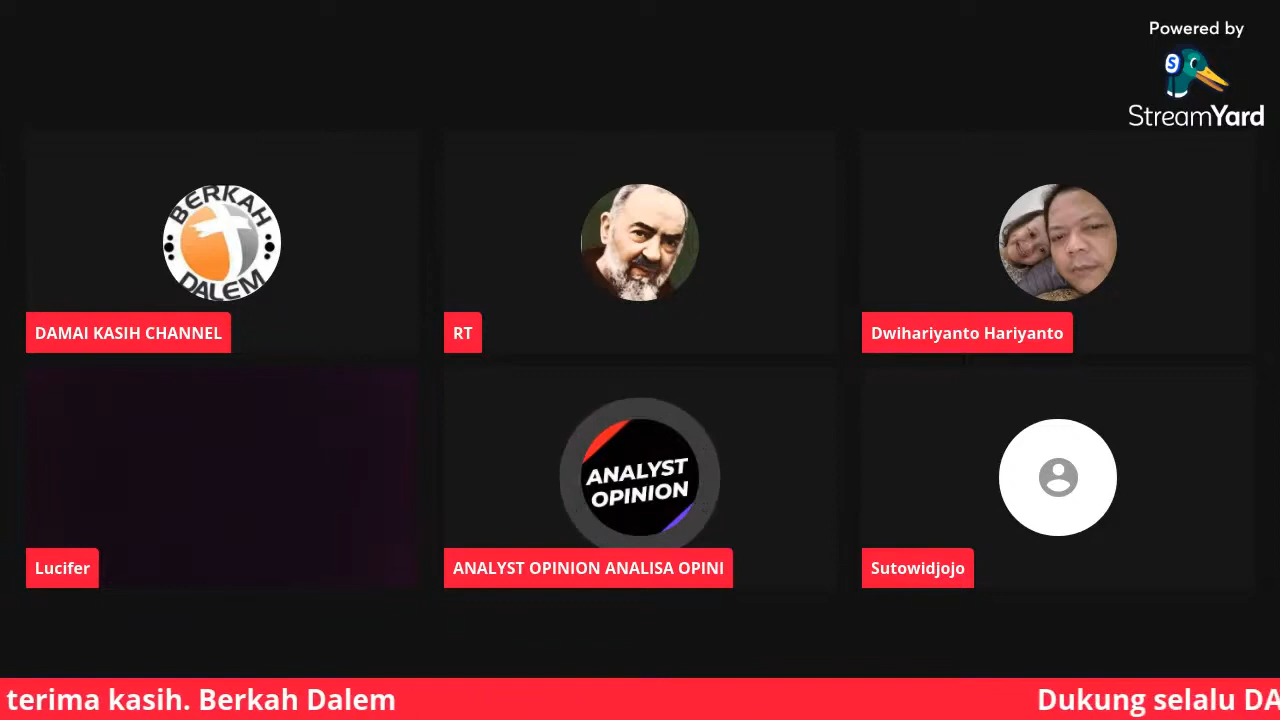 Powered by
S
StreamYard
BERKAH
DALEM
DAMAI KASIH CHANNEL
RT
Dwihariyanto Hariyanto
Lucifer
ANALYST
OPINION
ANALYST OPINION ANALISA OPINI
Sutowidjojo
terima kasih. Berkah Dalem
Dukung selalu DA